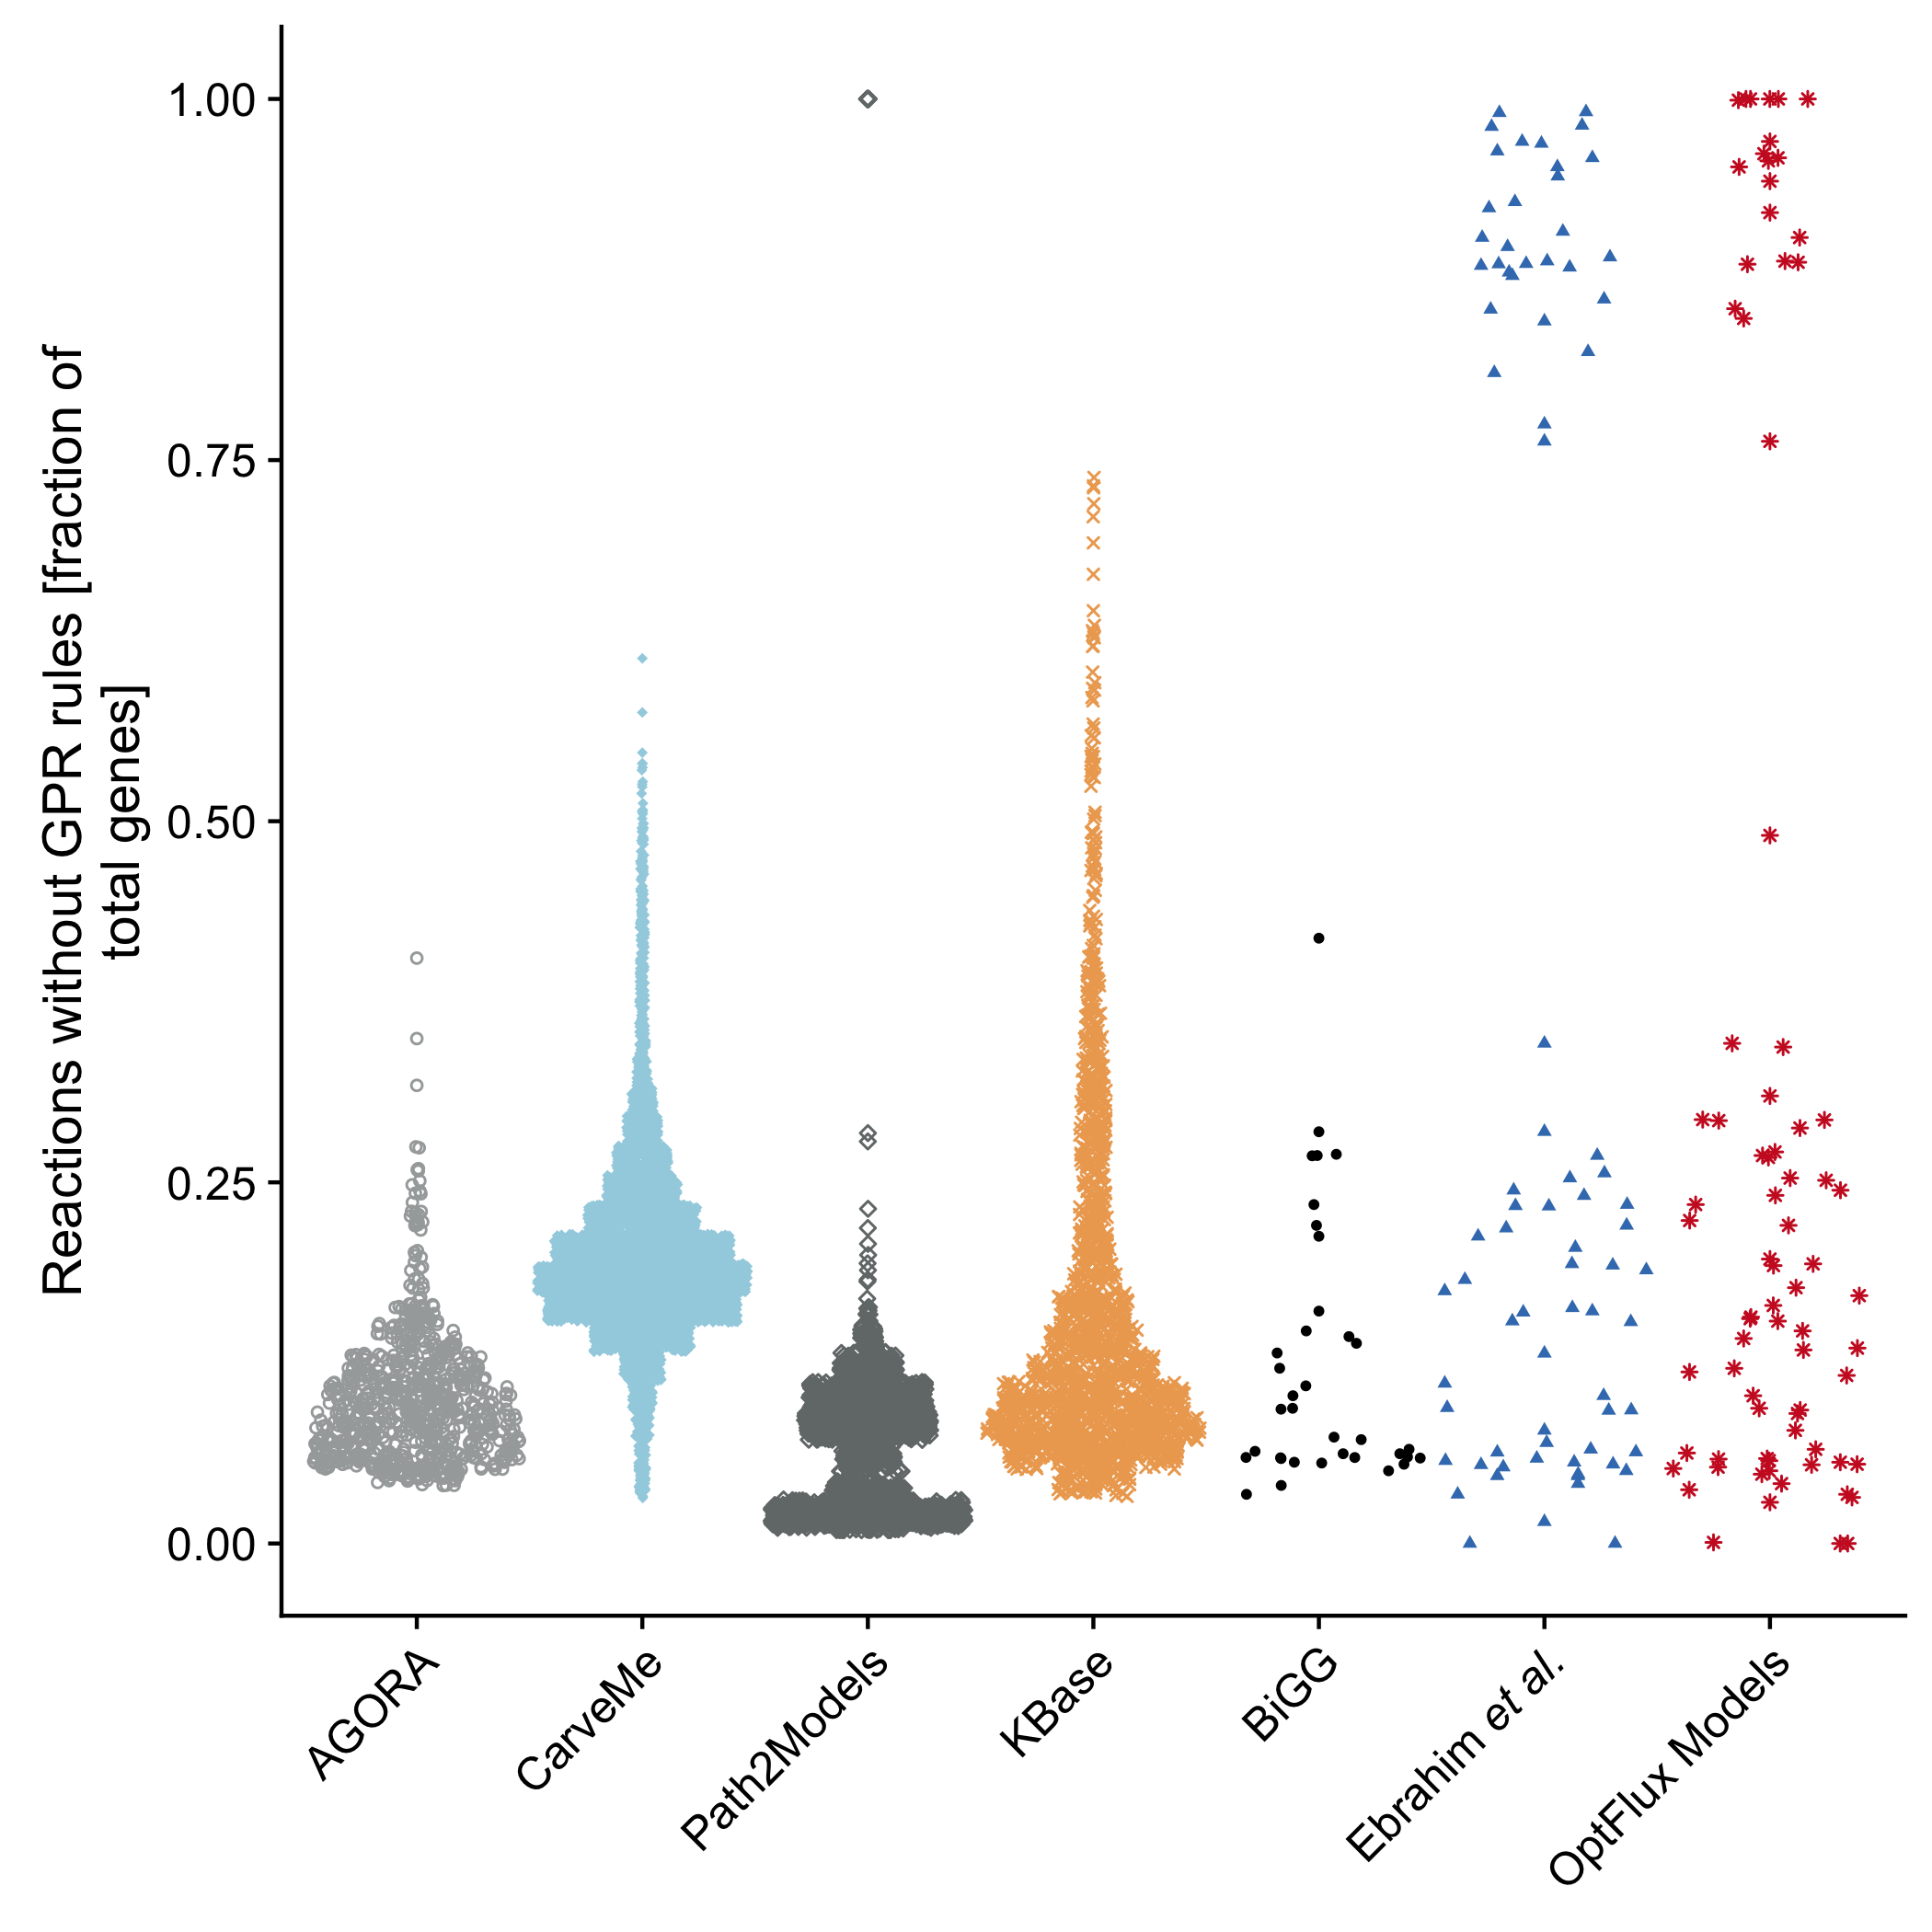 Reactions without GPR rules [fraction of
total genes]
1.00
0.75
0.50
0.25
0.00
AGORA
CarveMe
Path2Models
KBase
BiGG
Ebrahim et al.
OptFlux Models